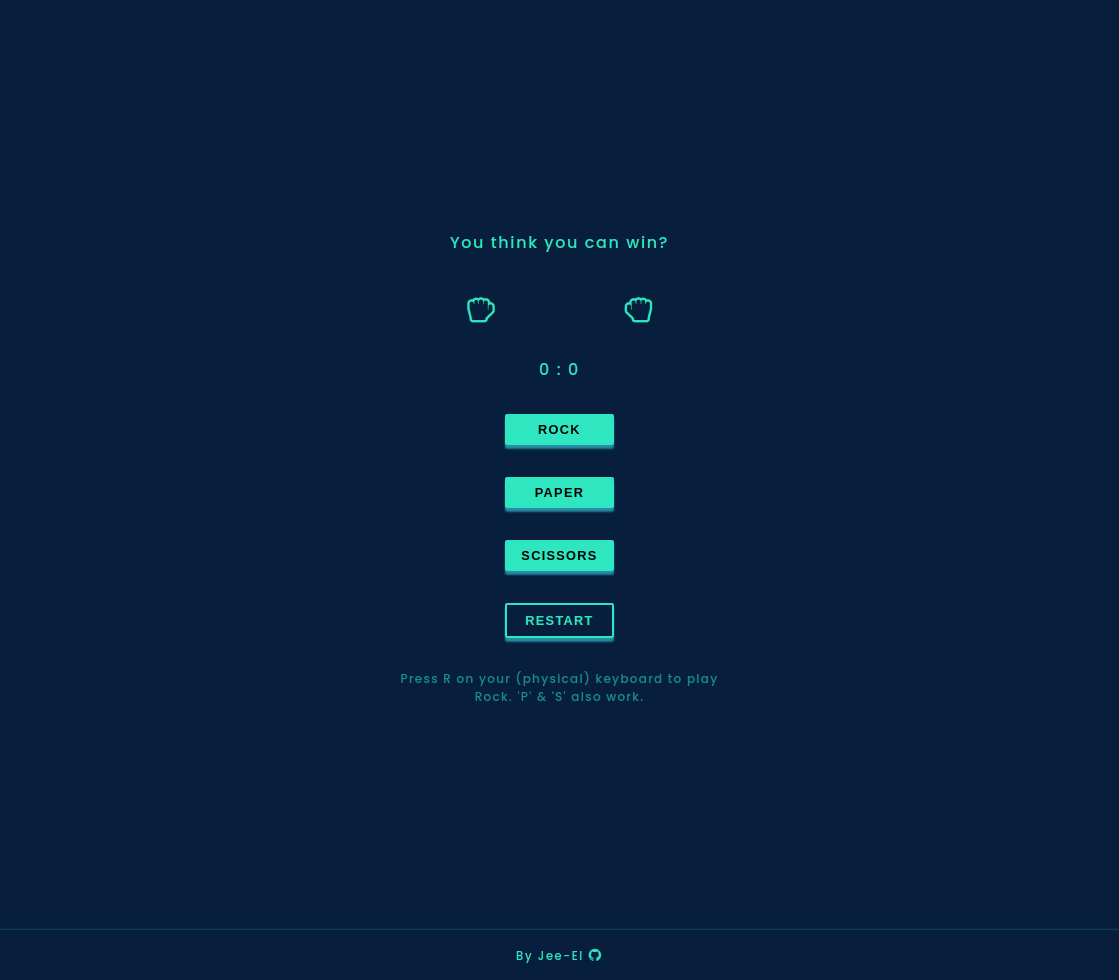 You think you can win?
0 : 0
ROCK
PAPER
SCISSORS
RESTART
Press R on your (physical) keyboard to play
Rock. 'P' & 'S' also work.
By Jee-El